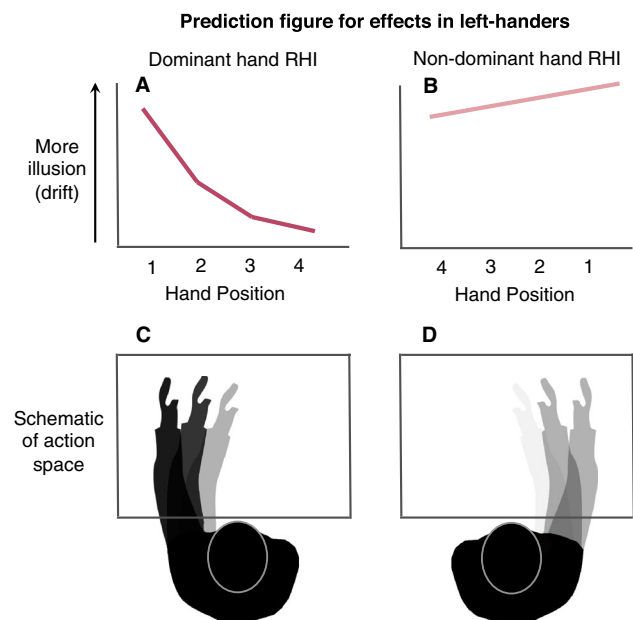 Prediction figure for effects in left-handers
Dominant hand RHI
Non-dominant hand RHI
A
B
More
illusion
(drift)
1 2 3 4
4 3 2 1
Hand Position
Hand Position
C
D
Schematic
of action
space